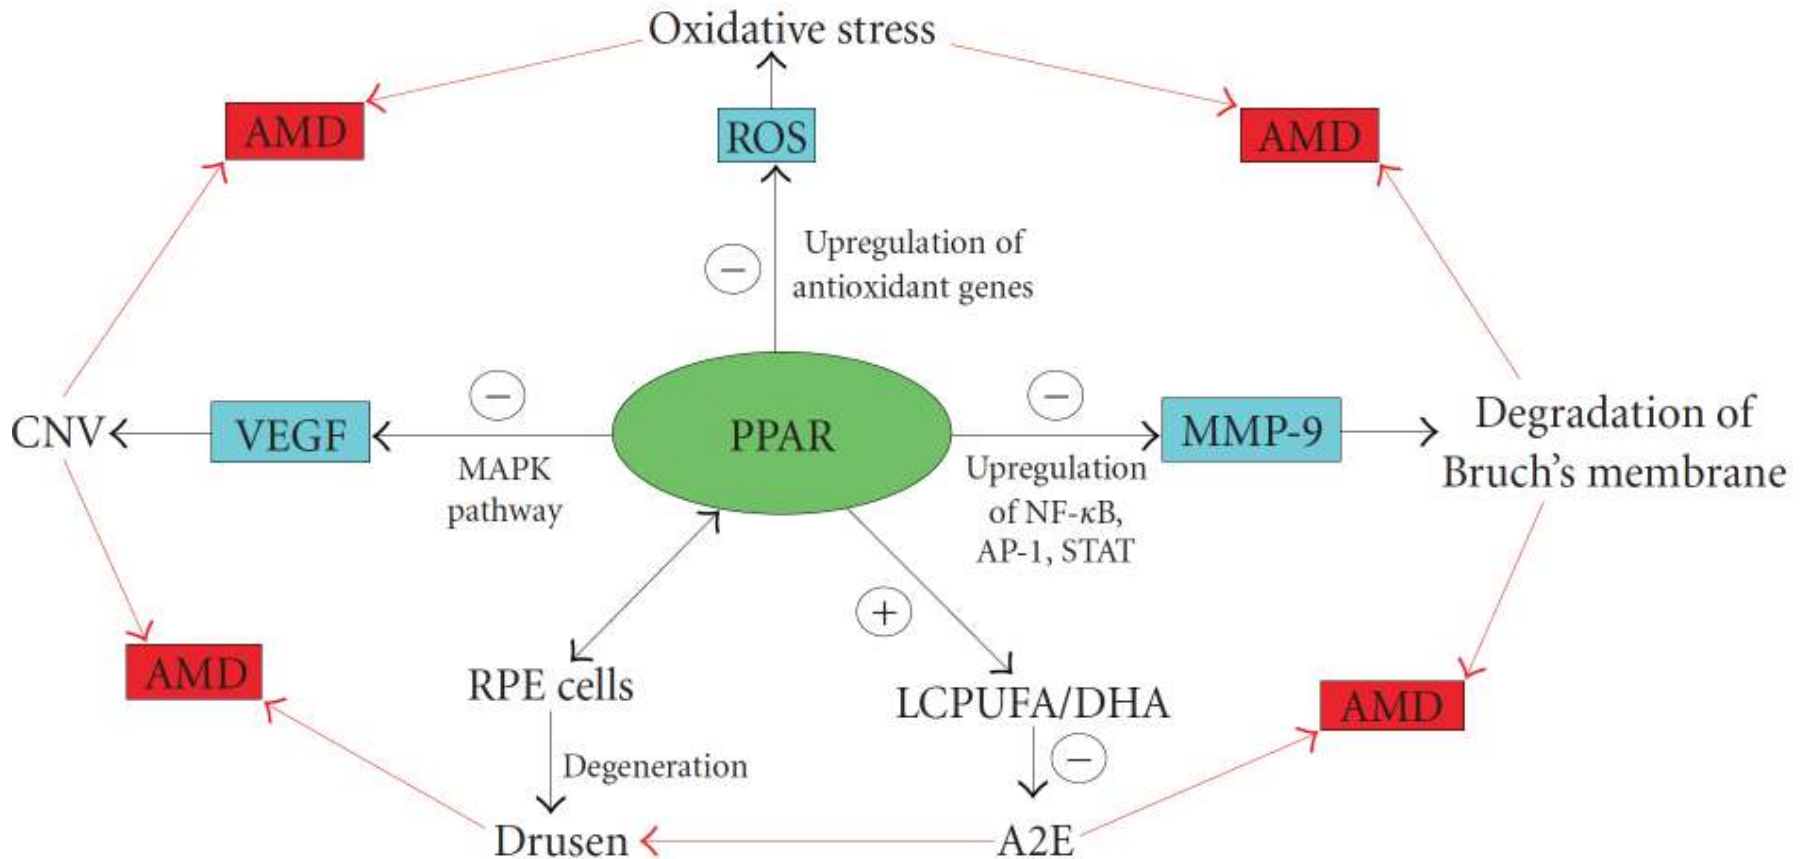 Oxidative stress
AMD
ROS
AMD
−
Upregulation of
antioxidant genes
CNV
VEGF
−
MAPK
pathway
PPAR
−
Upregulation
of NF-κB,
AP-1, STAT
MMP-9
Degradation of
Bruch’s membrane
+
AMD
RPE cells
LCPUFA/DHA
AMD
Degeneration
−
Drusen
A2E